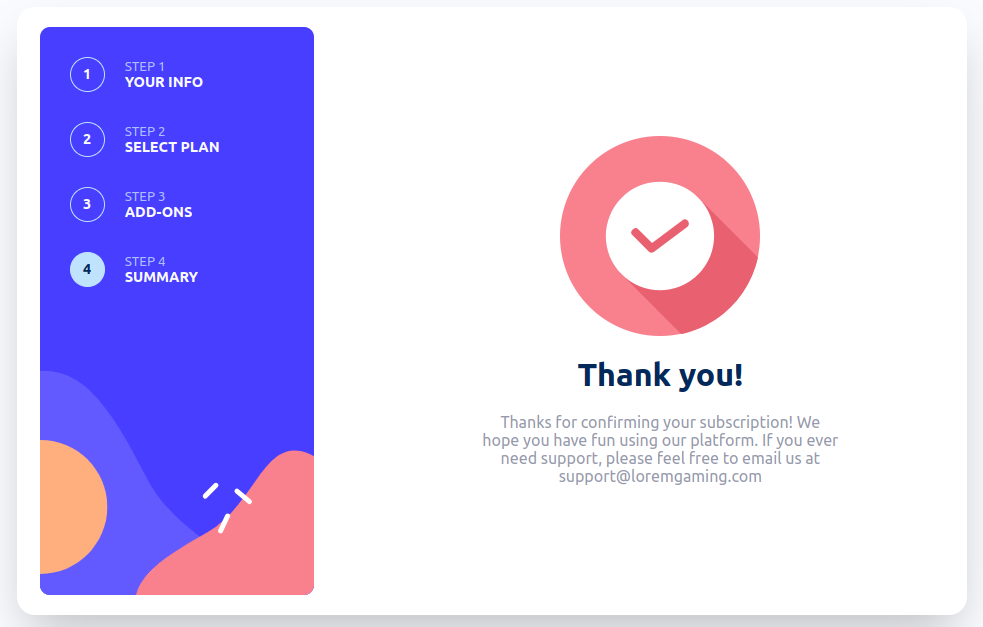 1
STEP 1
YOUR INFO
2
STEP 2
SELECT PLAN
3
STEP 3
ADD-ONS
4
STEP 4
SUMMARY
Thank you!
Thanks for confirming your subscription! We
hope you have fun using our platform. If you ever
need support, please feel free to email us at
support@loremgaming.com